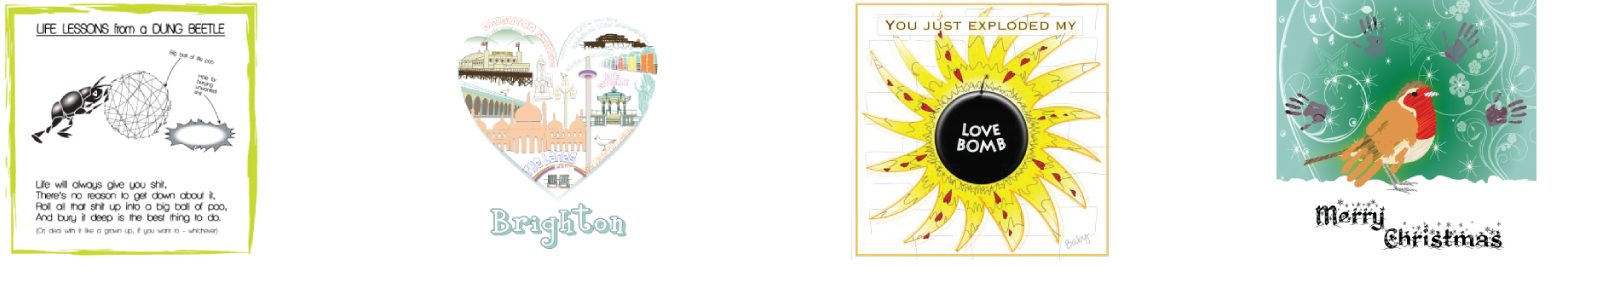 LIFE LESSONS from a DUNG BEETLE
Big ball of life poo
Hole for
burying
unwanted
shit
Life will always give you shit,
There's no reason to get down about it,
Roll all that shit up into a big ball of poo,
And bury it deep is the best thing to do.
(Or, deal with it like a grown up, if you want to - whichever)
Brighton
YOU JUST EXPLODED MY
LOVE
BOMB
Baby...
Merry
Christmas